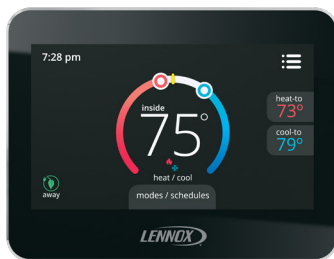 7:28 pm
heat-to
73°
inside
75°
cool-to
79°
heat / cool
away
modes / schedules
LENNOX